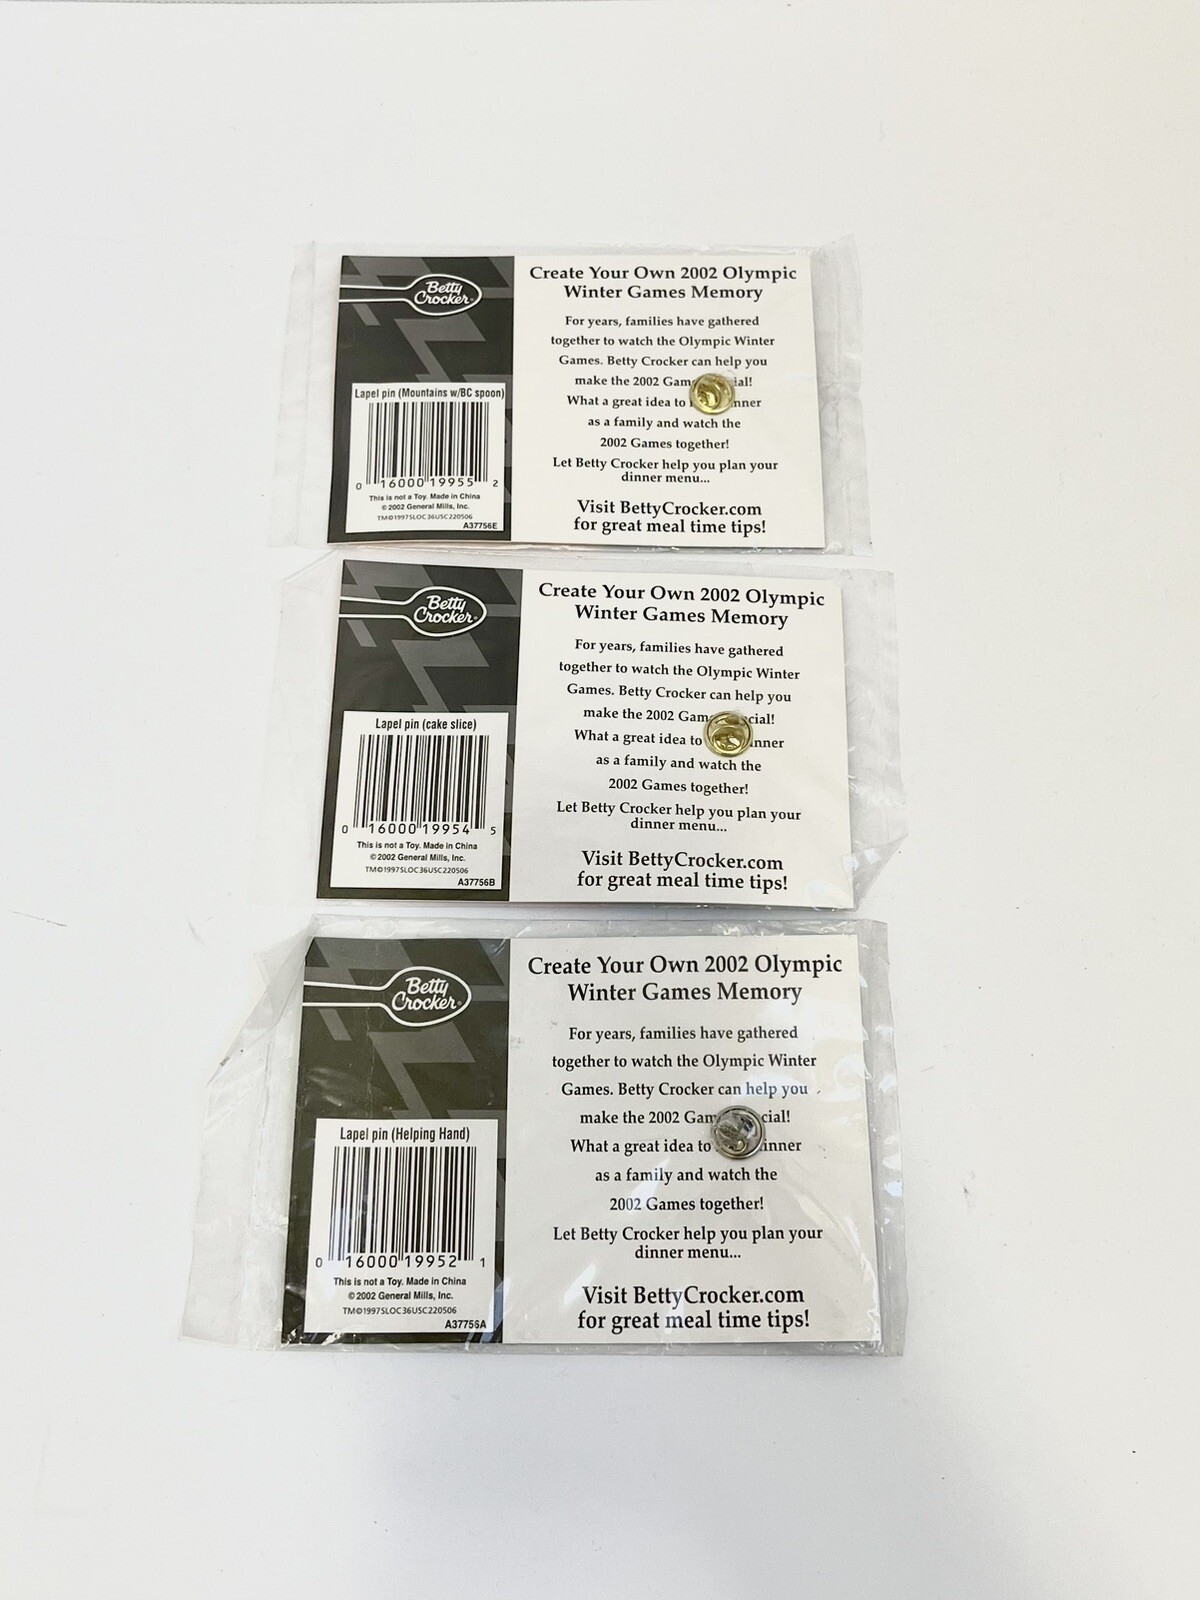 Betty
Crocker
Lapel pin (Mountains w/BC spoon)
0 16000 19955 2
This is not a Toy. Made in China
© 2002 General Mills, Inc.
TM©1997SLOC36USC220506
A37756E
Create Your Own 2002 Olympic
Winter Games Memory
For years, families have gathered
together to watch the Olympic Winter
Games. Betty Crocker can help you
make the 2002 Gam ial!
What a great idea to nner
as a family and watch the
2002 Games together!
Let Betty Crocker help you plan your
dinner menu...
Visit BettyCrocker.com
for great meal time tips!
Betty
Crocker®
Lapel pin (cake slice)
0 16000 19954 5
This is not a Toy. Made in China
© 2002 General Mills, Inc.
TM©1997SLOC36USC220506
A37756B
Create Your Own 2002 Olympic
Winter Games Memory
For years, families have gathered
together to watch the Olympic Winter
Games. Betty Crocker can help you
make the 2002 Gam cial!
What a great idea to inner
as a family and watch the
2002 Games together!
Let Betty Crocker help you plan your
dinner menu...
Visit BettyCrocker.com
for great meal time tips!
Betty
Crocker®
Lapel pin (Helping Hand)
0 16000 19952 1
This is not a Toy. Made in China
© 2002 General Mills, Inc.
TM©1997SLOC36USC220506
A37756A
Create Your Own 2002 Olympic
Winter Games Memory
For years, families have gathered
together to watch the Olympic Winter
Games. Betty Crocker can help you
make the 2002 Gam cial!
What a great idea to inner
as a family and watch the
2002 Games together!
Let Betty Crocker help you plan your
dinner menu...
Visit BettyCrocker.com
for great meal time tips!